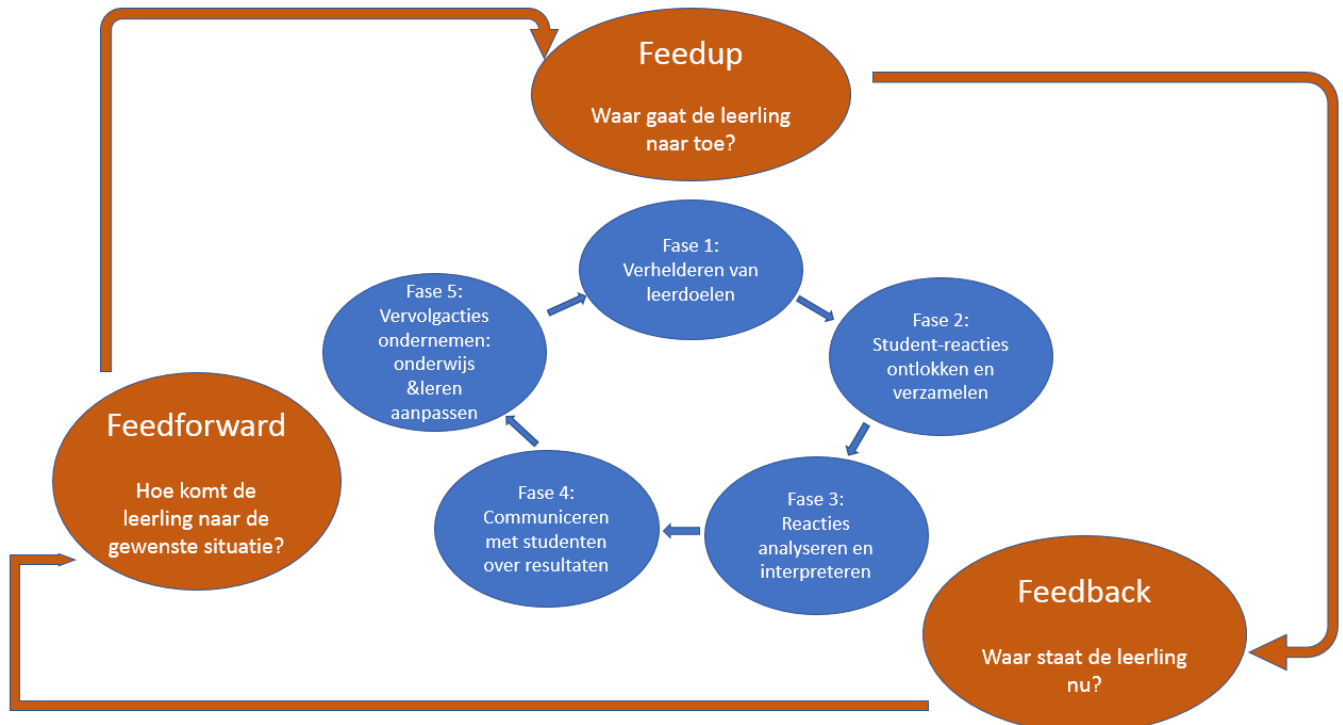 Feedup
Waar gaat de leerling
naar toe?
Fase 1:
Verhelderen van
leerdoelen
Fase 2:
Student-reacties
ontlokken en
verzamelen
Fase 3:
Reacties
analyseren en
interpreteren
Fase 4:
Communiceren
met studenten
over resultaten
Fase 5:
Vervolgacties
ondernemen:
onderwijs
&leren
aanpassen
Feedback
Waar staat de leerling
nu?
Feedforward
Hoe komt de
leerling naar de
gewenste situatie?